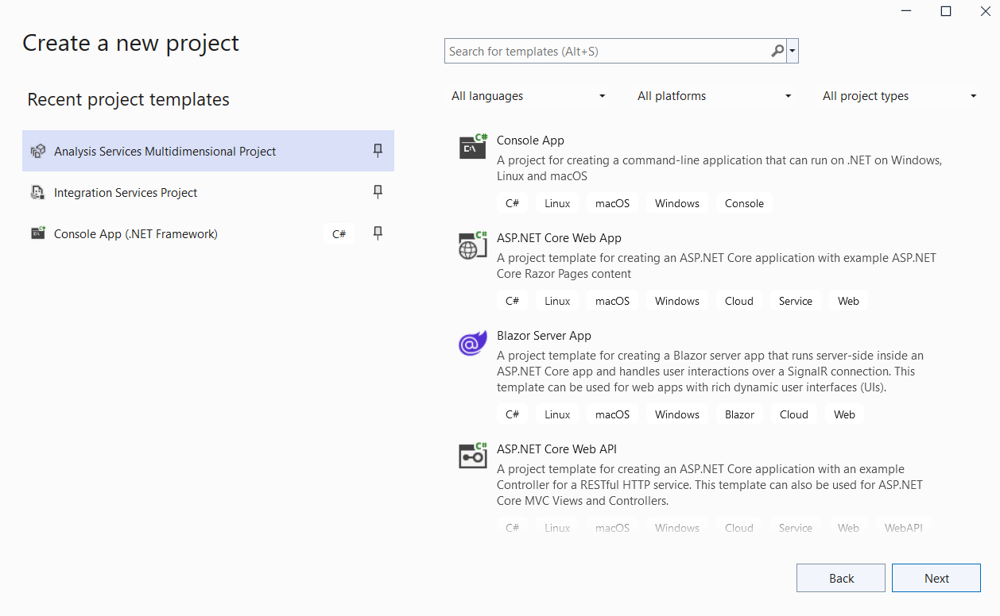 Create a new project
Search for templates (Alt+S)
Recent project templates
All languages
All platforms
All project types
Analysis Services Multidimensional Project
Integration Services Project
Console App (.NET Framework)
C#
C#
C:\
Console App
A project for creating a command-line application that can run on .NET on Windows,
Linux and macOS
C# Linux macOS Windows Console
C#
ASP.NET Core Web App
A project template for creating an ASP.NET Core application with example ASP.NET
Core Razor Pages content
C# Linux macOS Windows Cloud Service Web
@
Blazor Server App
A project template for creating a Blazor server app that runs server-side inside an
ASP.NET Core app and handles user interactions over a SignalR connection. This
template can be used for web apps with rich dynamic user interfaces (UIs).
C# Linux macOS Windows Blazor Cloud Web
C#
ASP.NET Core Web API
A project template for creating an ASP.NET Core application with an example
Controller for a RESTful HTTP service. This template can also be used for ASP.NET
Core MVC Views and Controllers.
C# Linux macOS Windows Cloud Service Web WebAPI
Back
Next